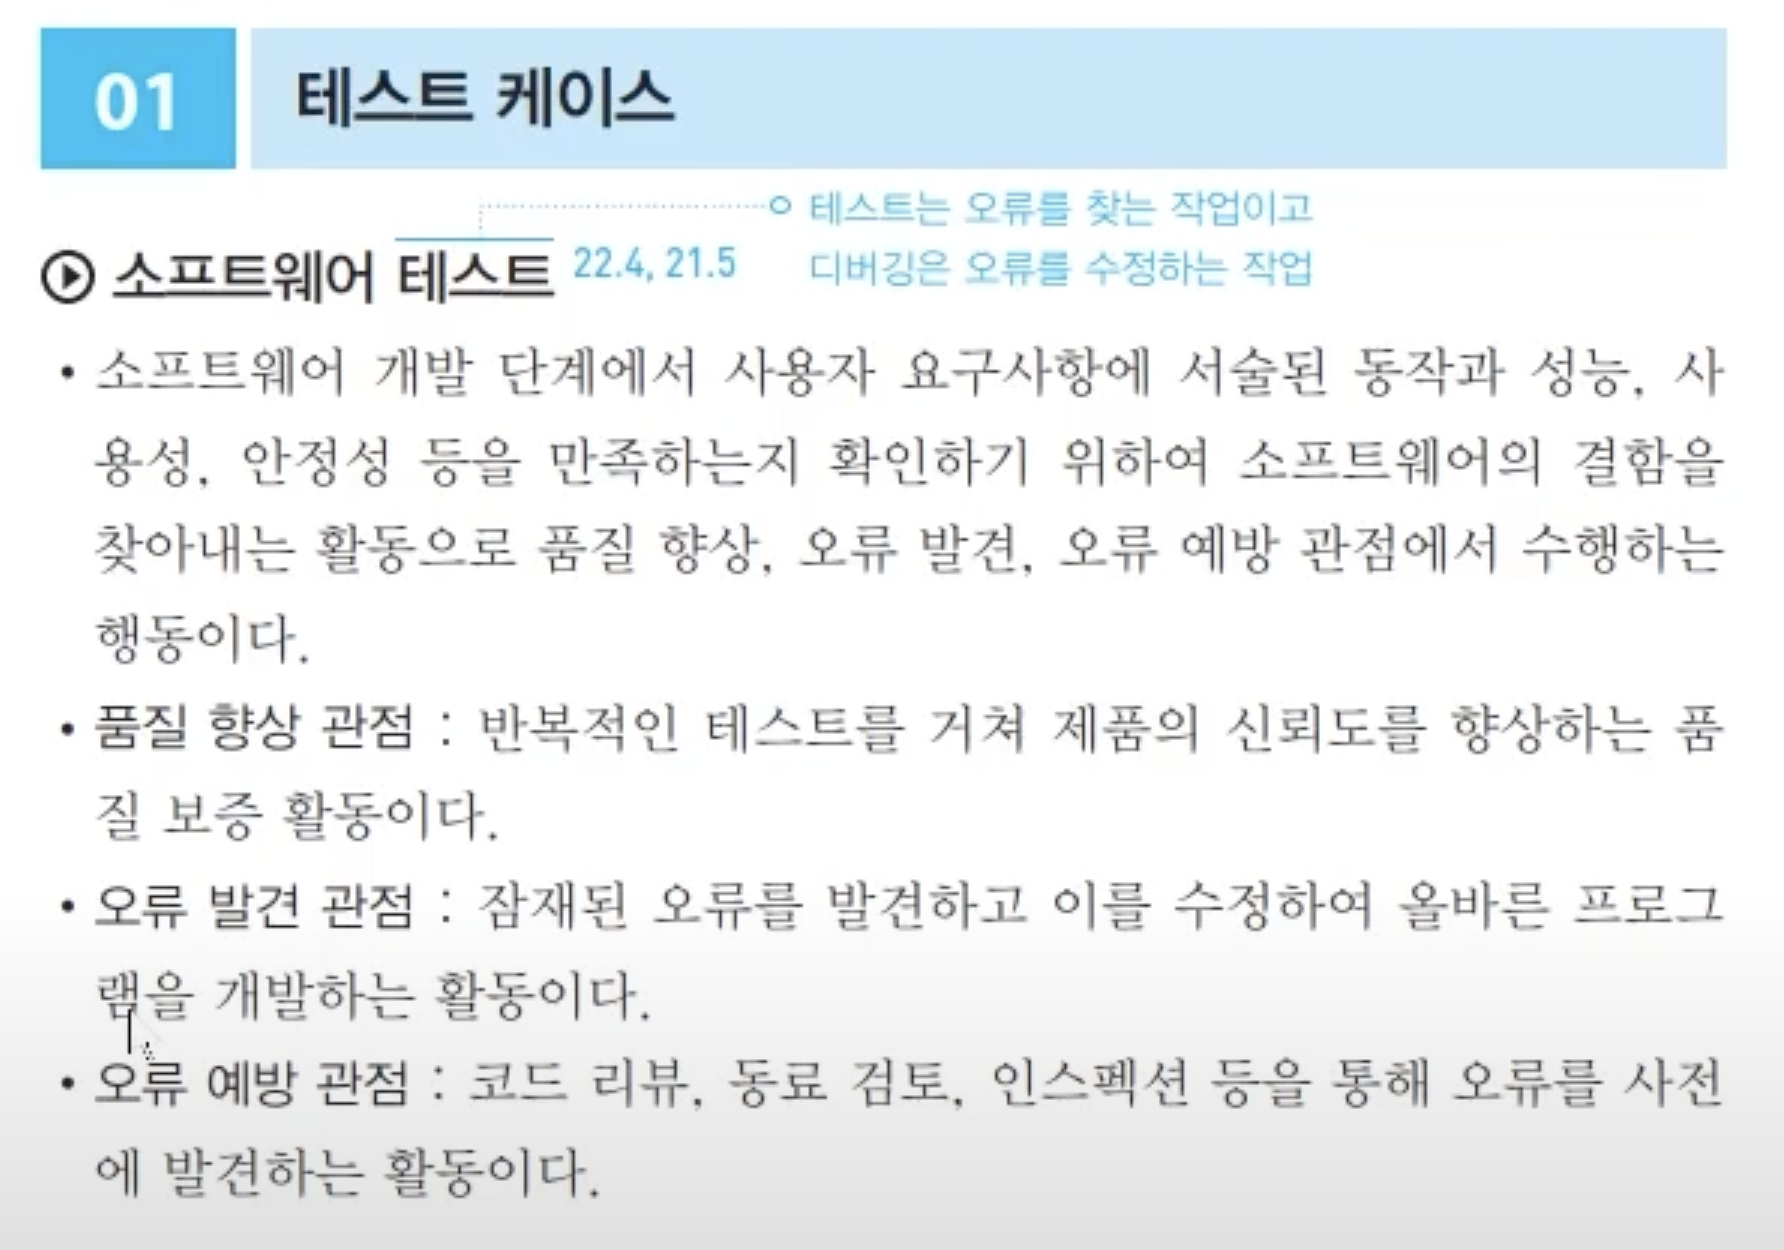 01 테스트 케이스
테스트는 오류를 찾는 작업이고
소프트웨어 테스트 22.4, 21.5
디버깅은 오류를 수정하는 작업
• 소프트웨어 개발 단계에서 사용자 요구사항에 서술된 동작과 성능, 사
용성, 안정성 등을 만족하는지 확인하기 위하여 소프트웨어의 결함을
찾아내는 활동으로 품질 향상, 오류 발견, 오류 예방 관점에서 수행하는
행동이다.
• 품질 향상 관점 : 반복적인 테스트를 거쳐 제품의 신뢰도를 향상하는 품
질 보증 활동이다.
• 오류 발견 관점 : 잠재된 오류를 발견하고 이를 수정하여 올바른 프로그
램을 개발하는 활동이다.
• 오류 예방 관점 : 코드 리뷰, 동료 검토, 인스펙션 등을 통해 오류를 사전
에 발견하는 활동이다.